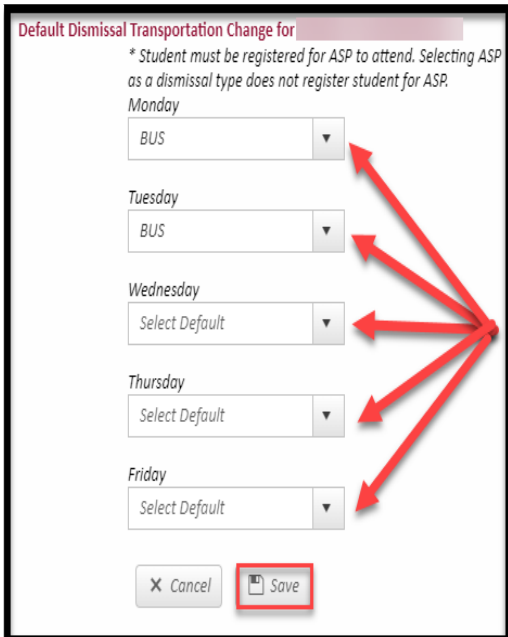 Default Dismissal Transportation Change for
* Student must be registered for ASP to attend. Selecting ASP
as a dismissal type does not register student for ASP.
Monday
BUS
Tuesday
BUS
Wednesday
Select Default
Thursday
Select Default
Friday
Select Default
X Cancel Save